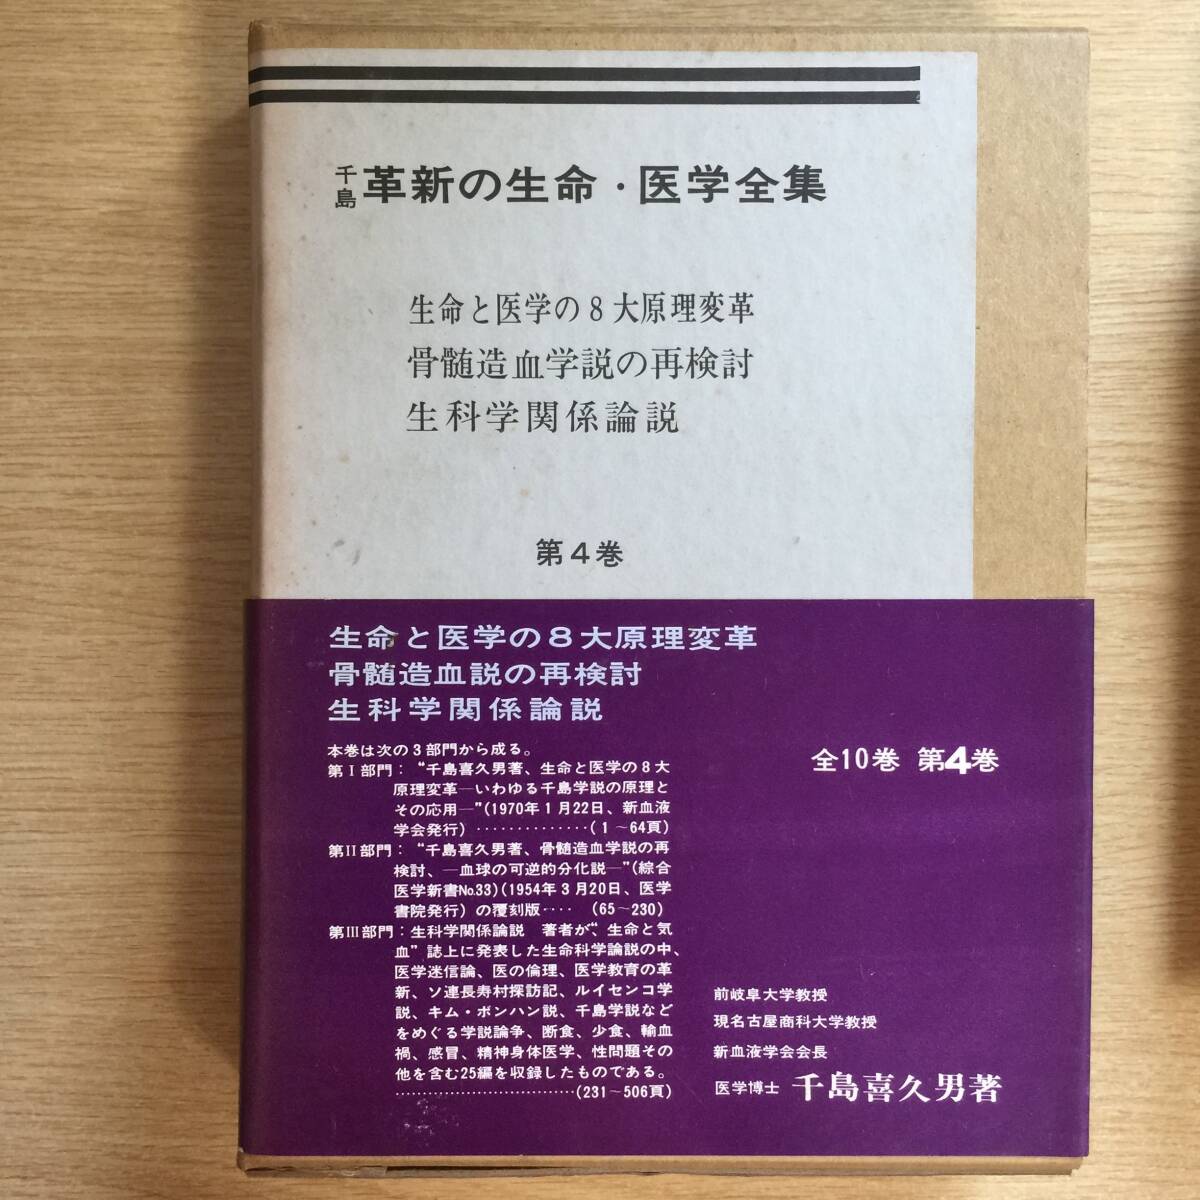 千島 革新の生命・医学全集
生命と医学の8大原理変革
骨髄造血学説の再検討
生科学関係論説
第4巻
生命と医学の8大原理変革
骨髄造血説の再検討
生科学関係論説
本巻は次の3部門から成る。
第I部門：“千島喜久男著、生命と医学の8大
原理変革—いわゆる千島学説の原理と
その応用—”(1970年1月22日、新血液
学会発行)‥‥‥‥‥‥‥(1～64頁)
第II部門：“千島喜久男著、骨髄造血学説の再
検討、—血球の可逆的分化説—”(綜合
医学新書No.33)(1954年3月20日、医学
書院発行)の覆刻版‥‥ (65～230)
第III部門：生科学関係論説 著者が“生命と気
血”誌上に発表した生命科学論説の中、
医学迷信論、医の倫理、医学教育の革
新、ソ連長寿村探訪記、ルイセンコ学
説、キム・ボンハン説、千島学説など
をめぐる学説論争、断食、少食、輸血
禍、感冒、精神身体医学、性問題その
他を含む25編を収録したものである。
‥‥‥‥‥‥‥‥‥‥‥‥‥‥‥(231～506頁)
全10巻 第4巻
前岐阜大学教授
現名古屋商科大学教授
新血液学会会長
医学博士 千島喜久男著